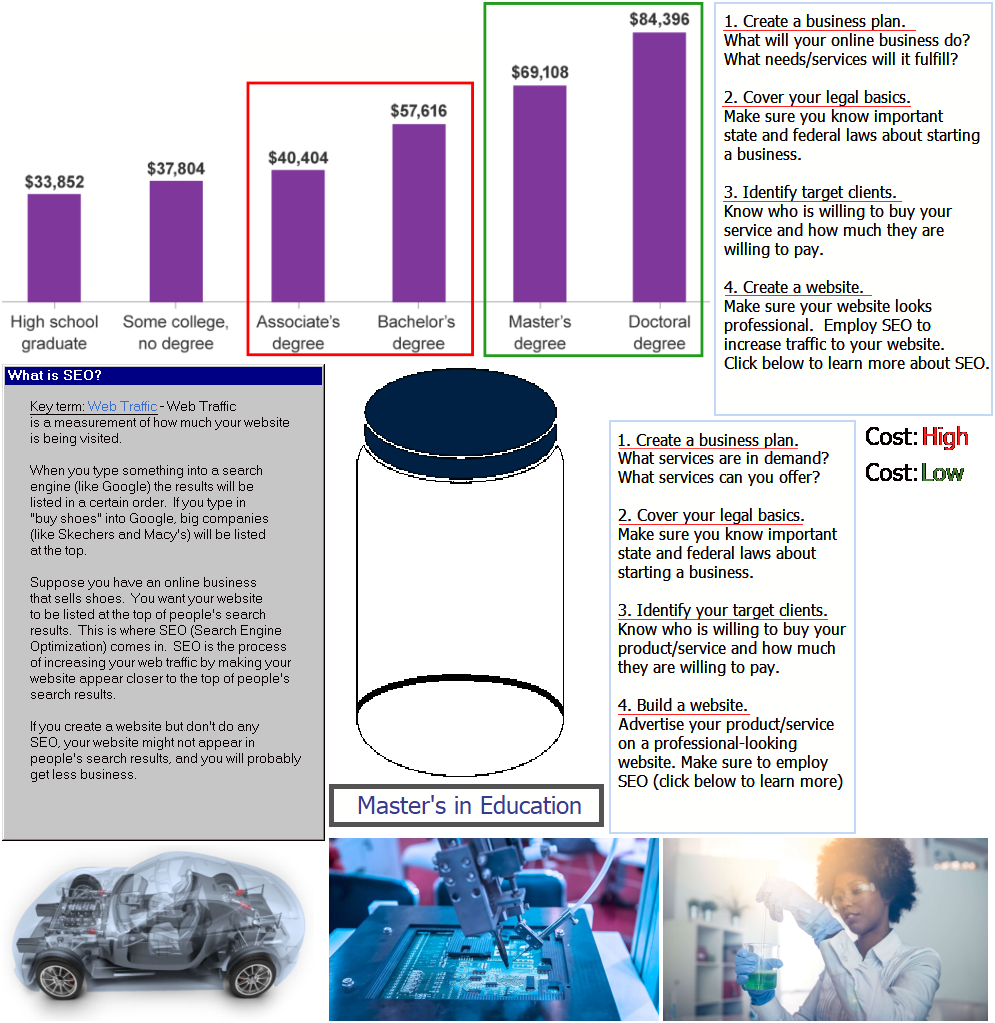 $84,396
$69,108
$57,616
$40,404
$37,804
$33,852
High school
graduate
Some college,
no degree
Associate's
degree
Bachelor's
degree
Master's
degree
Doctoral
degree
1. Create a business plan.
What will your online business do?
What needs/services will it fulfill?
2. Cover your legal basics.
Make sure you know important
state and federal laws about starting
a business.
3. Identify target clients.
Know who is willing to buy your
service and how much they are
willing to pay.
4. Create a website.
Make sure your website looks
professional.  Employ SEO to
increase traffic to your website.
Click below to learn more about SEO.
What is SEO?
Key term: Web Traffic - Web Traffic
is a measurement of how much your website
is being visited.
When you type something into a search
engine (like Google) the results will be
listed in a certain order.  If you type in
"buy shoes" into Google, big companies
(like Skechers and Macy's) will be listed
at the top.
Suppose you have an online business
that sells shoes.  You want your website
to be listed at the top of people's search
results.  This is where SEO (Search Engine
Optimization) comes in.  SEO is the process
of increasing your web traffic by making your
website appear closer to the top of people's
search results.
If you create a website but don't do any
SEO, your website might not appear in
people's search results, and you will probably
get less business.
1. Create a business plan.
What services are in demand?
What services can you offer?
2. Cover your legal basics.
Make sure you know important
state and federal laws about
starting a business.
3. Identify your target clients.
Know who is willing to buy your
product/service and how much
they are willing to pay.
4. Build a website.
Advertise your product/service
on a professional-looking
website. Make sure to employ
SEO (click below to learn more)
Cost: High
Cost: Low
Master's in Education